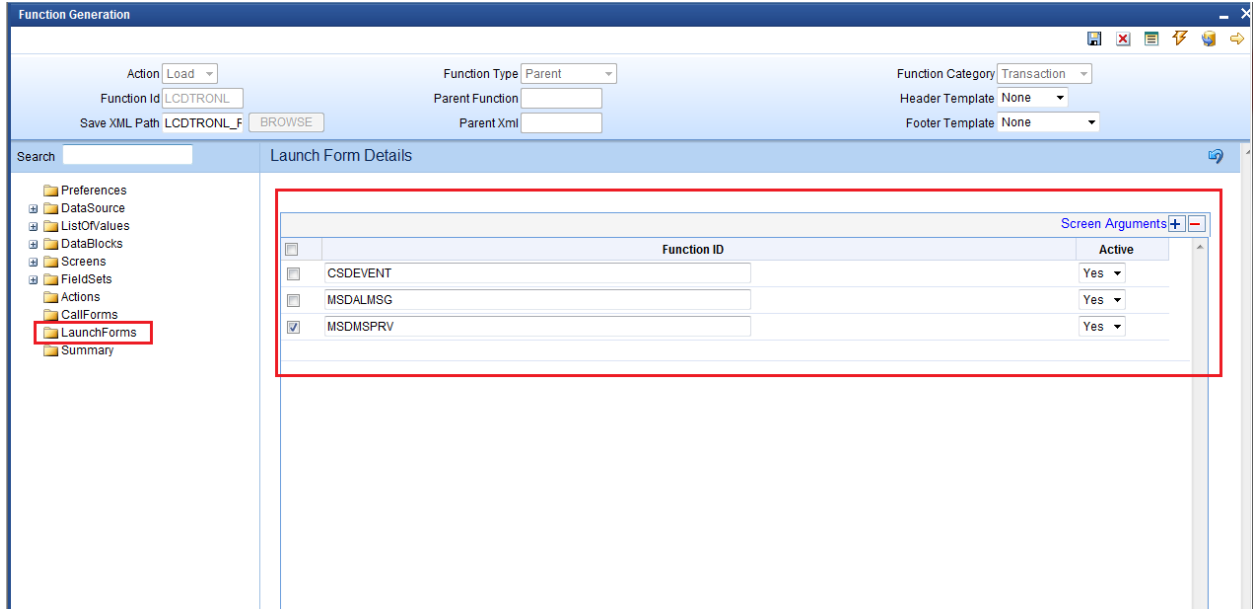 Function Generation
Action Load Function Type Parent Function Category Transaction
Function Id LCDTRONL Parent Function Header Template None
Save XML Path LCDTRONL_F BROWSE Parent Xml Footer Template None
Search Launch Form Details
Preferences
DataSource
ListOfValues
Screen Arguments
DataBlocks
Function ID Active
Screens
CSDEVENT Yes
FieldSets
Actions
MSDALMSG Yes
CallForms
LaunchForms
MSDMSPRV Yes
Summary